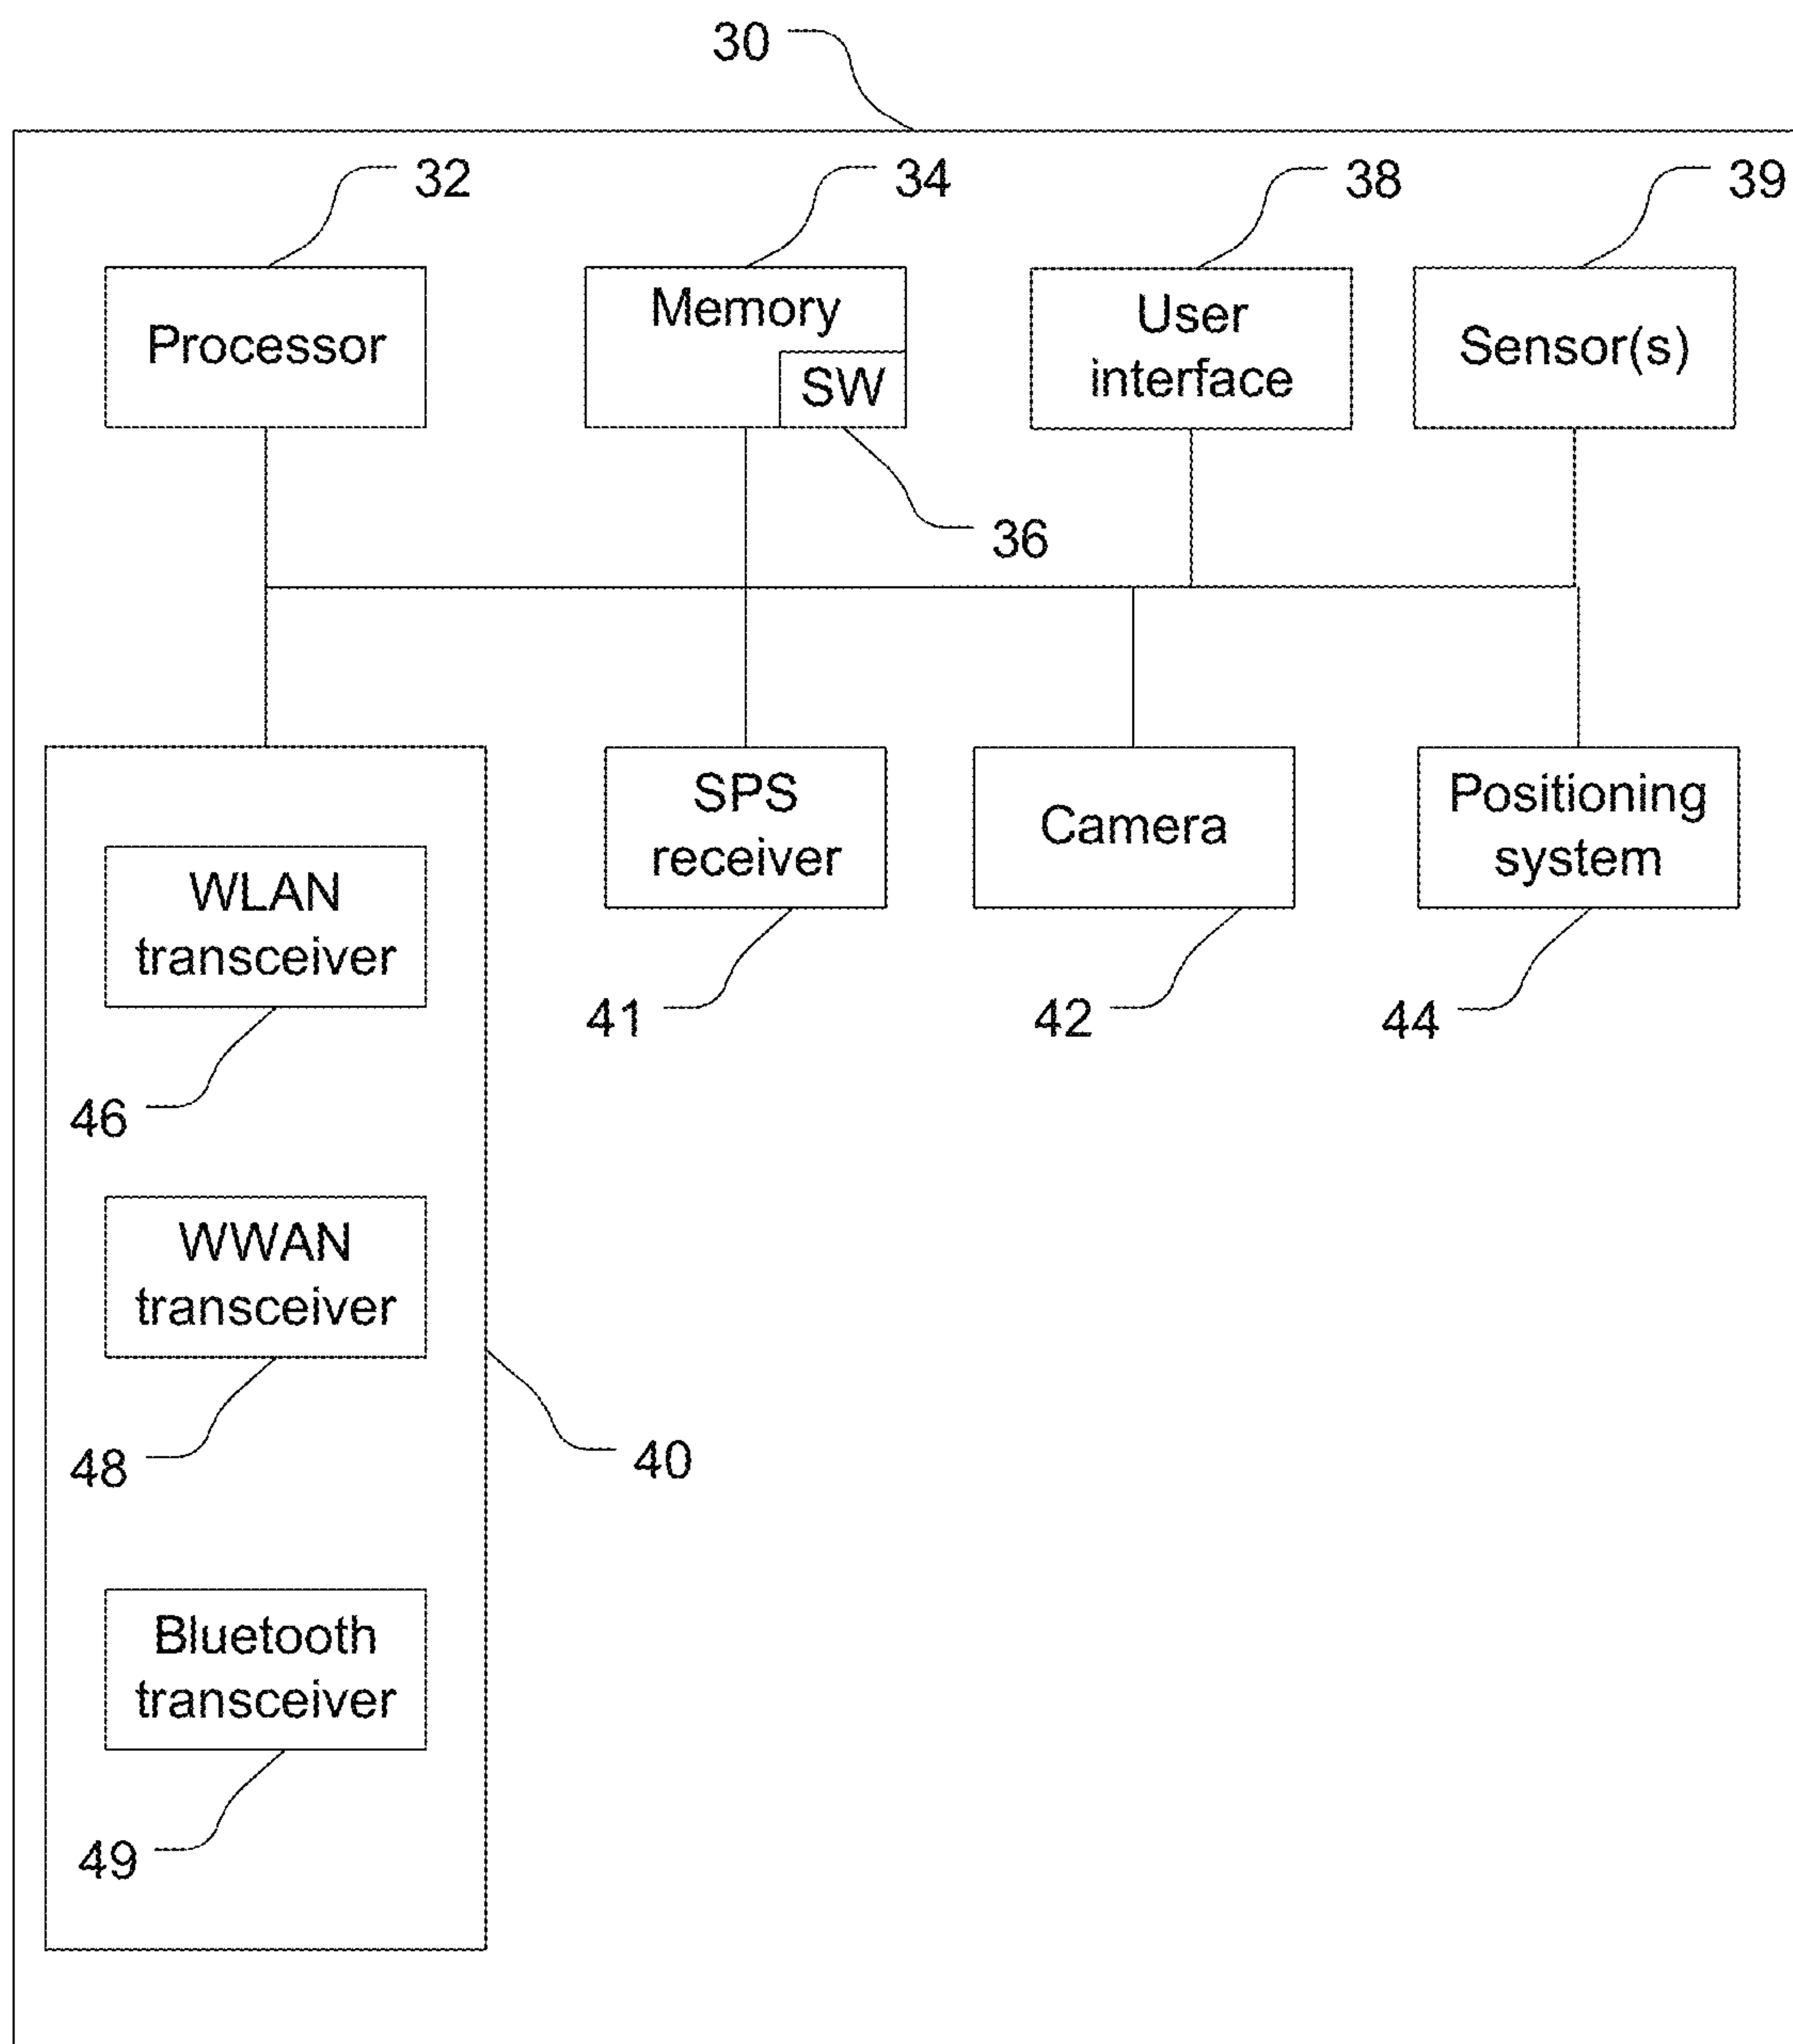 30
32
34
38
39
Processor
Memory
SW
User
interface
Sensor(s)
36
SPS
receiver
Camera
Positioning
system
WLAN
transceiver
41
42
44
46
WWAN
transceiver
48
40
Bluetooth
transceiver
49